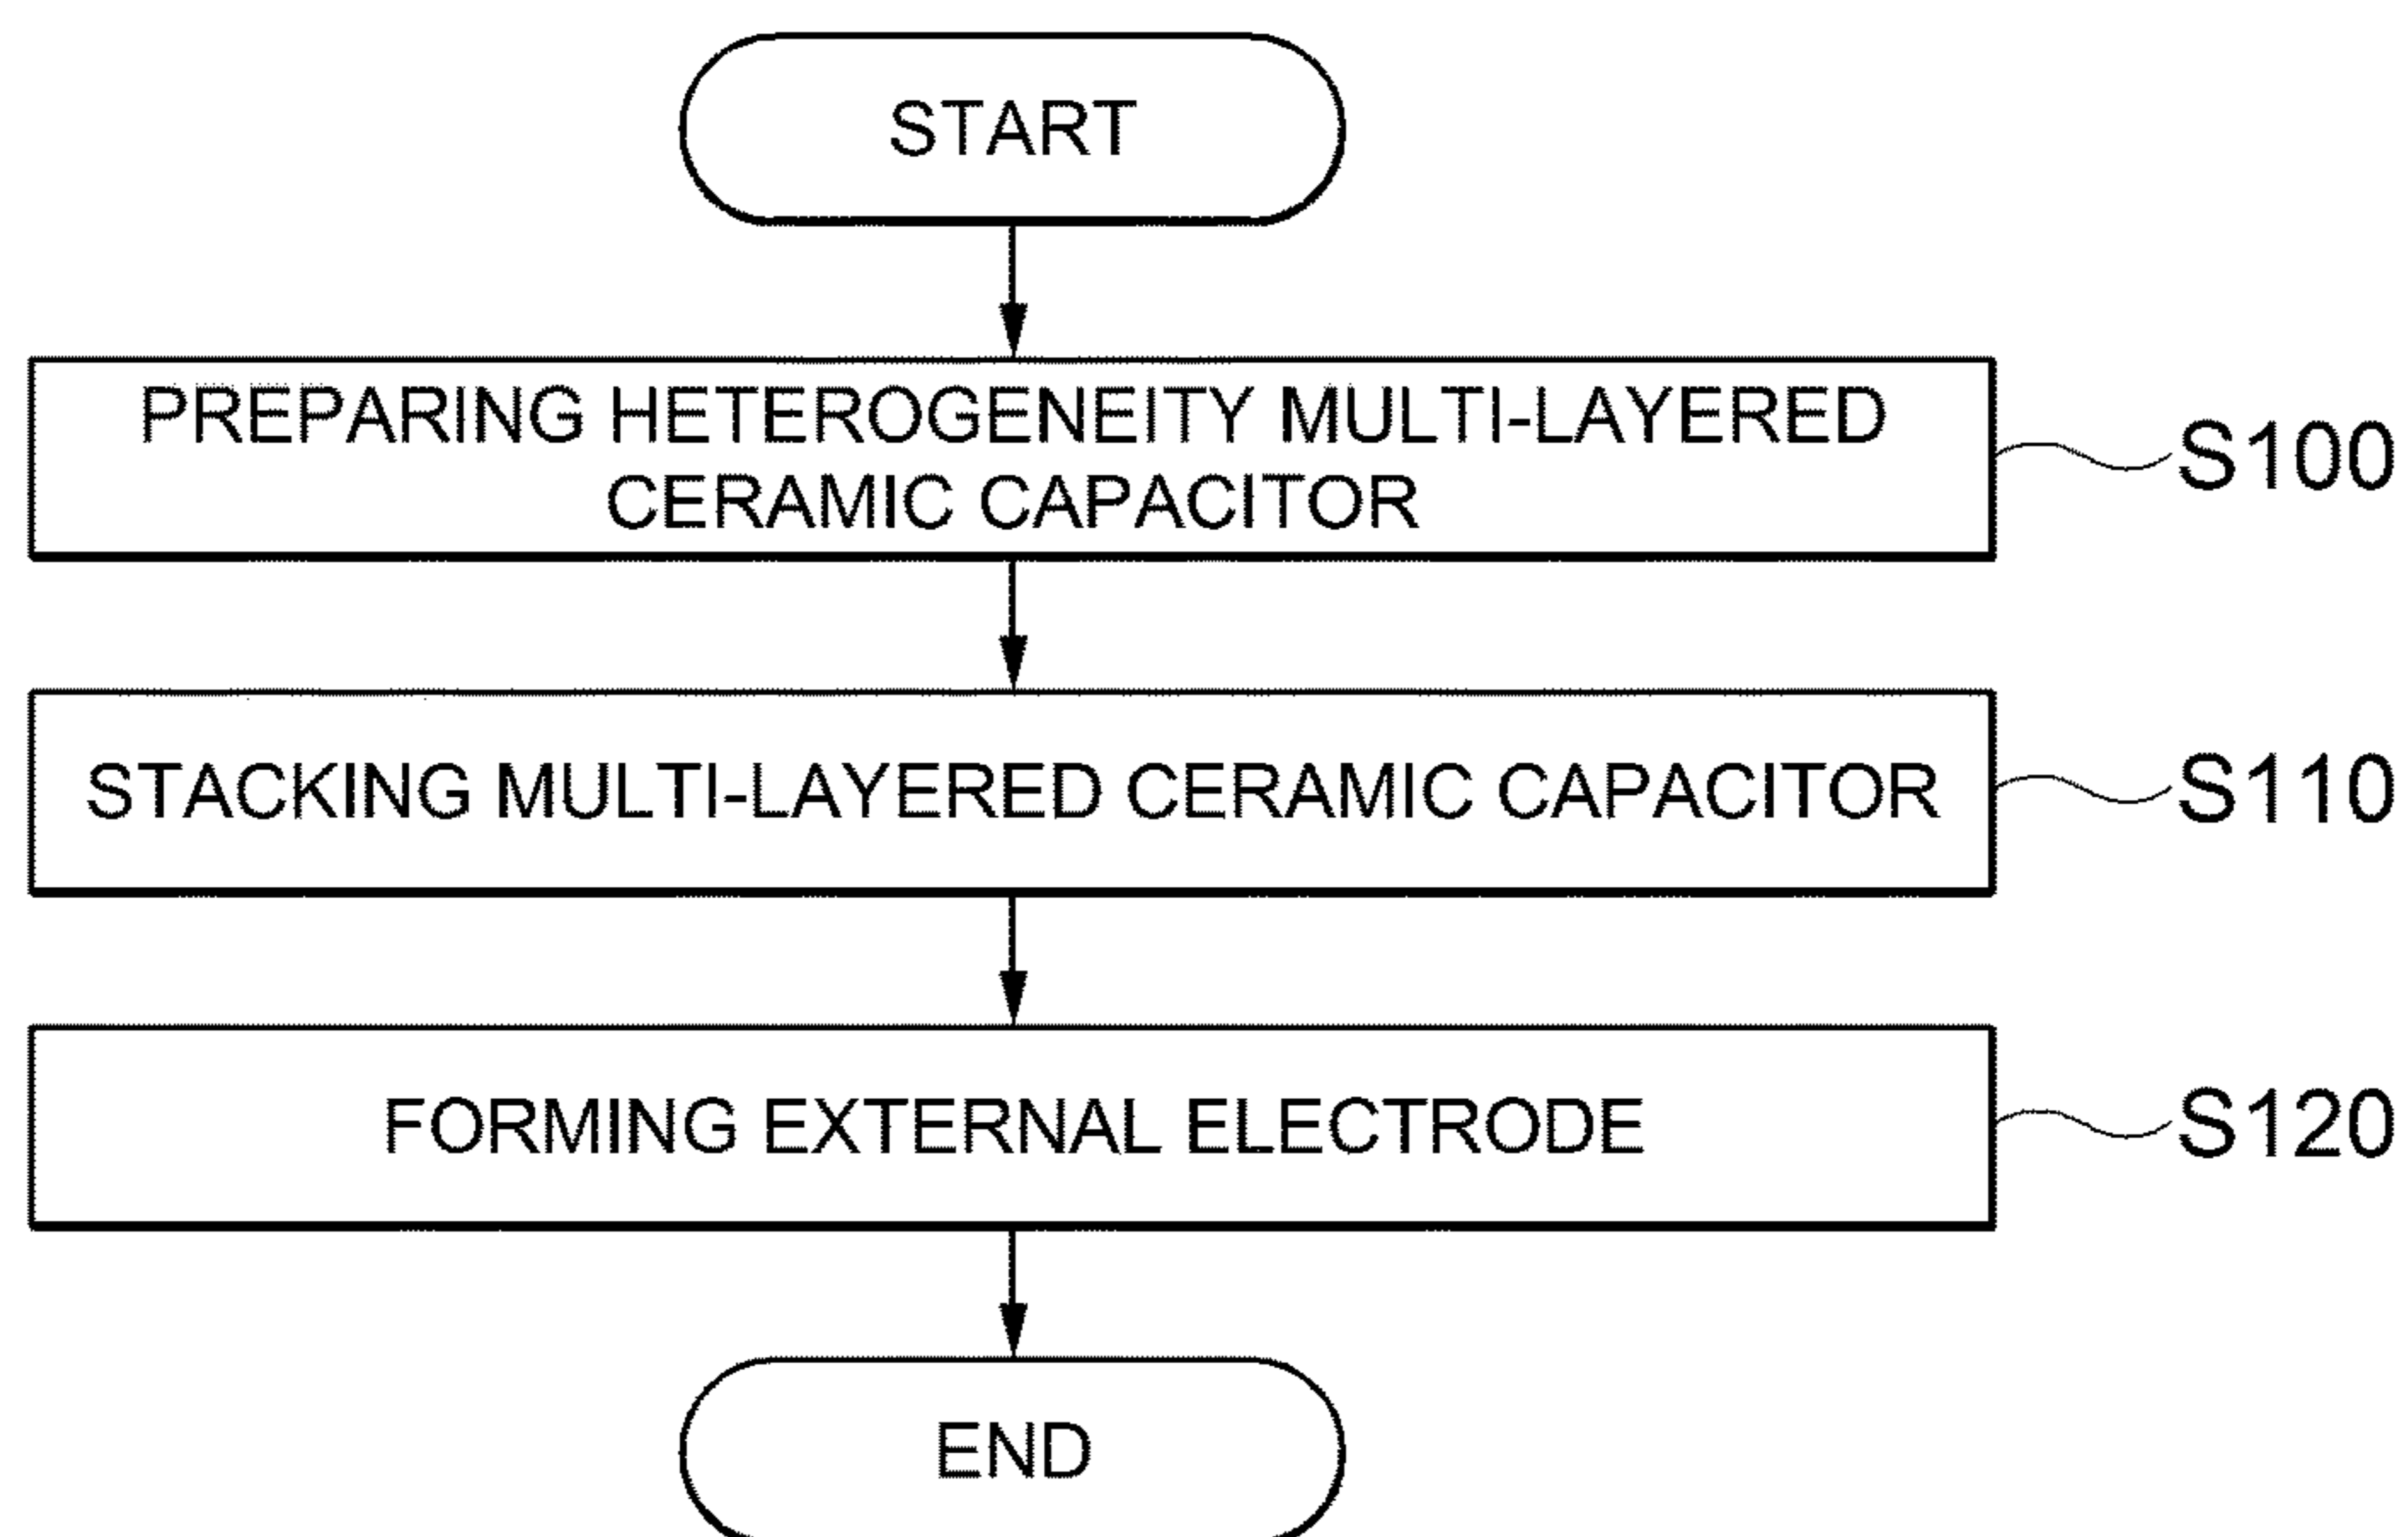 START
PREPARING HETEROGENEITY MULTI-LAYERED
CERAMIC CAPACITOR
S100
STACKING MULTI-LAYERED CERAMIC CAPACITOR
S110
FORMING EXTERNAL ELECTRODE
S120
END